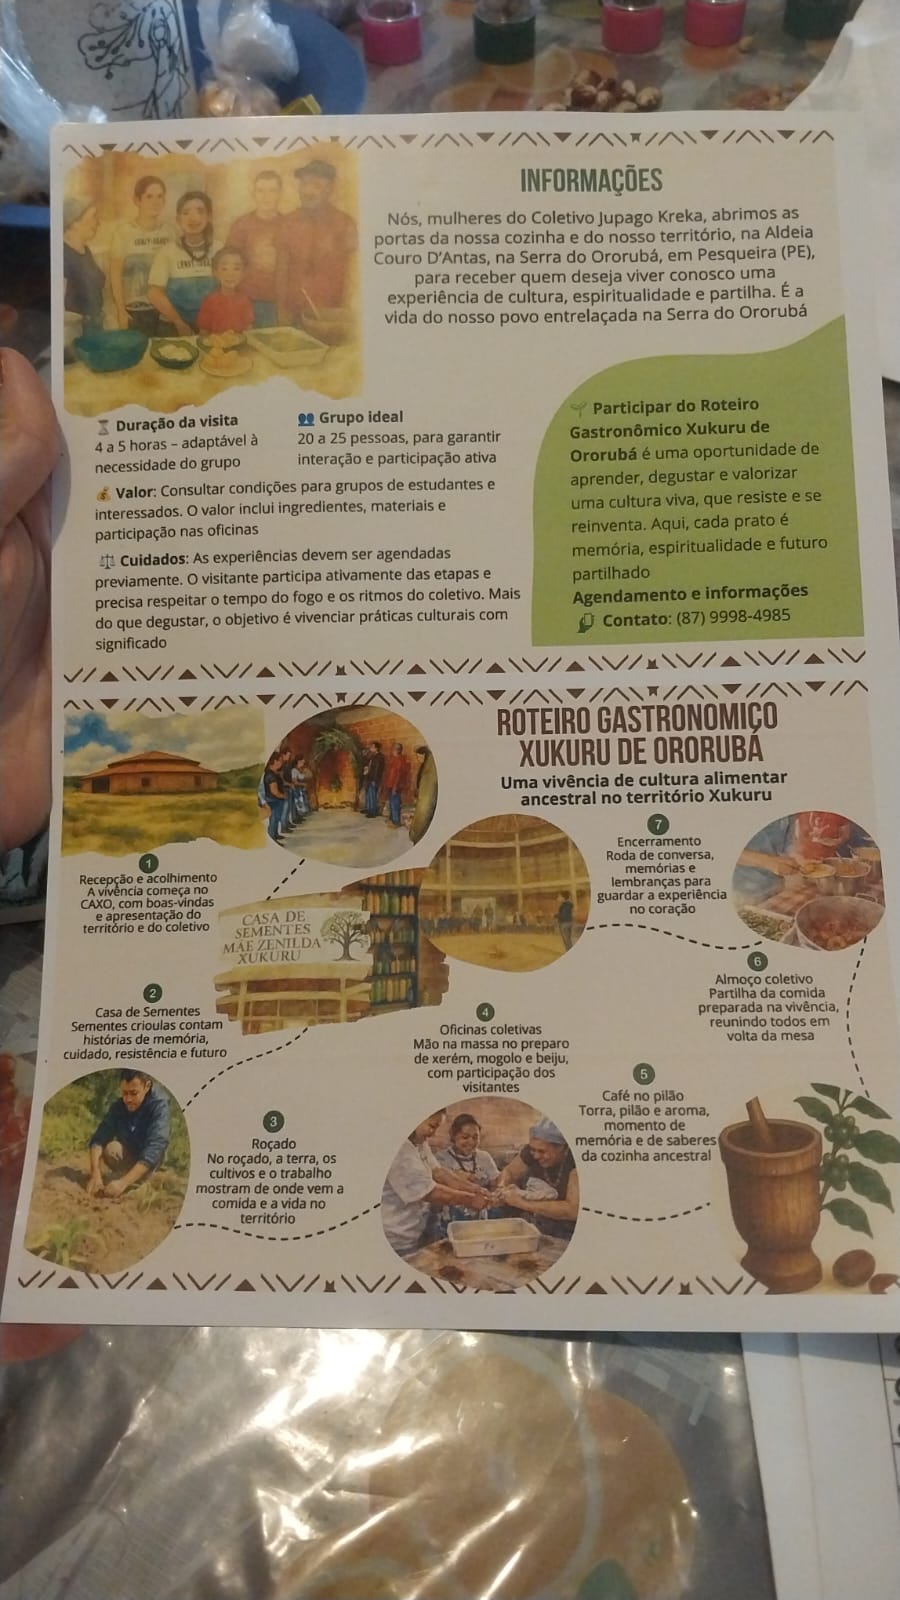 INFORMAÇÕES
Nós, mulheres do Coletivo Jupago Kreka, abrimos as
portas da nossa cozinha e do nosso território, na Aldeia
Couro D'Antas, na Serra do Ororubá, em Pesqueira (PE),
para receber quem deseja viver conosco uma
experiência de cultura, espiritualidade e partilha. É a
vida do nosso povo entrelaçada na Serra do Ororubá
Duração da visita
4 a 5 horas – adaptável à
necessidade do grupo
Grupo ideal
20 a 25 pessoas, para garantir
interação e participação ativa
Valor: Consultar condições para grupos de estudantes e
interessados. O valor inclui ingredientes, materiais e
participação nas oficinas
Cuidados: As experiências devem ser agendadas
previamente. O visitante participa ativamente das etapas e
precisa respeitar o tempo do fogo e os ritmos do coletivo. Mais
do que degustar, o objetivo é vivenciar práticas culturais com
significado
Participar do Roteiro
Gastronômico Xukuru de
Ororubá é uma oportunidade de
aprender, degustar e valorizar
uma cultura viva, que resiste e se
reinventa. Aqui, cada prato é
memória, espiritualidade e futuro
partilhado
Agendamento e informações
Contato: (87) 9998-4985
ROTEIRO GASTRONOMIÇO
XUKURU DE ORORUBÁ
Uma vivência de cultura alimentar
ancestral no território Xukuru
1
Recepção e acolhimento
A vivência começa no
CAXO, com boas-vindas
e apresentação do
território e do coletivo
CASA DE
SEMENTES
MÃE ZENILDA
XUKURU
2
Casa de Sementes
Sementes crioulas contam
histórias de memória,
cuidado, resistência e futuro
3
Roçado
No roçado, a terra, os
cultivos e o trabalho
mostram de onde vem a
comida e a vida no
território
4
Oficinas coletivas
Mão na massa no preparo
de xerém, mogolo e beiju,
com participação dos
visitantes
5
Café no pilão
Torra, pilão e aroma,
momento de
memória e de saberes
da cozinha ancestral
6
Almoço coletivo
Partilha da comida
preparada na vivência,
reunindo todos em
volta da mesa
7
Encerramento
Roda de conversa,
memórias e
lembranças para
guardar a experiência
no coração